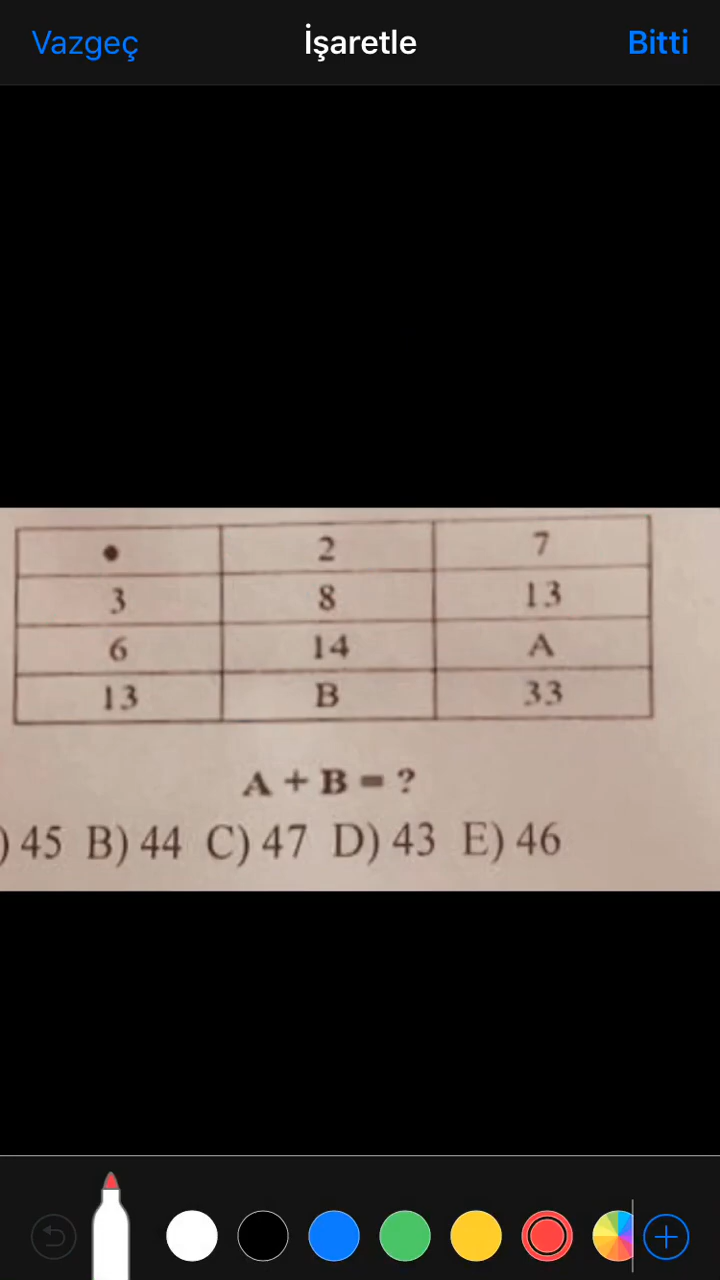 Vazgeç İşaretle Bitti
• 2 7
3 8 13
6 14 A
13 B 33
A + B = ?
) 45 B) 44 C) 47 D) 43 E) 46